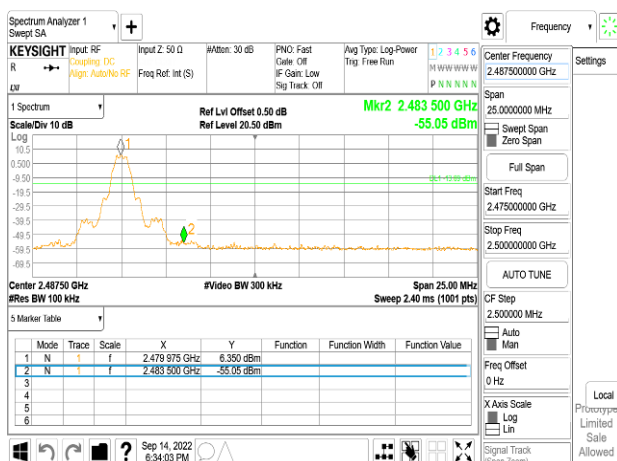 Spectrum Analyzer 1
Swept SA
+
Frequency
KEYSIGHT
Input: RF
Coupling: DC
Align: Auto/No RF
Input Z: 50 Ω
Freq Ref: Int (S)
#Atten: 30 dB
PNO: Fast
Gate: Off
IF Gain: Low
Sig Track: Off
Avg Type: Log-Power
Trig: Free Run
1 2 3 4 5 6
M W W W W W
P N N N N N
R
LXI
1 Spectrum
Scale/Div 10 dB
Ref Lvl Offset 0.50 dB
Ref Level 20.50 dBm
Mkr2 2.483 500 GHz
-55.05 dBm
Log
10.5
0.500
-9.50
-19.5
-29.5
-39.5
-49.5
-59.5
-69.5
1
2
Center 2.48750 GHz
#Res BW 100 kHz
#Video BW 300 kHz
Span 25.00 MHz
Sweep 2.40 ms (1001 pts)
5 Marker Table
Mode Trace Scale X Y Function Function Width Function Value
1 N 1 f 2.479 975 GHz 6.350 dBm
2 N 1 f 2.483 500 GHz -55.05 dBm
3
4
5
6
?
Sep 14, 2022
6:34:03 PM
Center Frequency
2.487500000 GHz
Span
25.0000000 MHz
Swept Span
Zero Span
Full Span
Start Freq
2.475000000 GHz
Stop Freq
2.500000000 GHz
AUTO TUNE
CF Step
2.500000 MHz
Auto
Man
Freq Offset
0 Hz
X Axis Scale
Log
Lin
Signal Track
Settings
Local
Prototype
Limited
Sale
Allowed